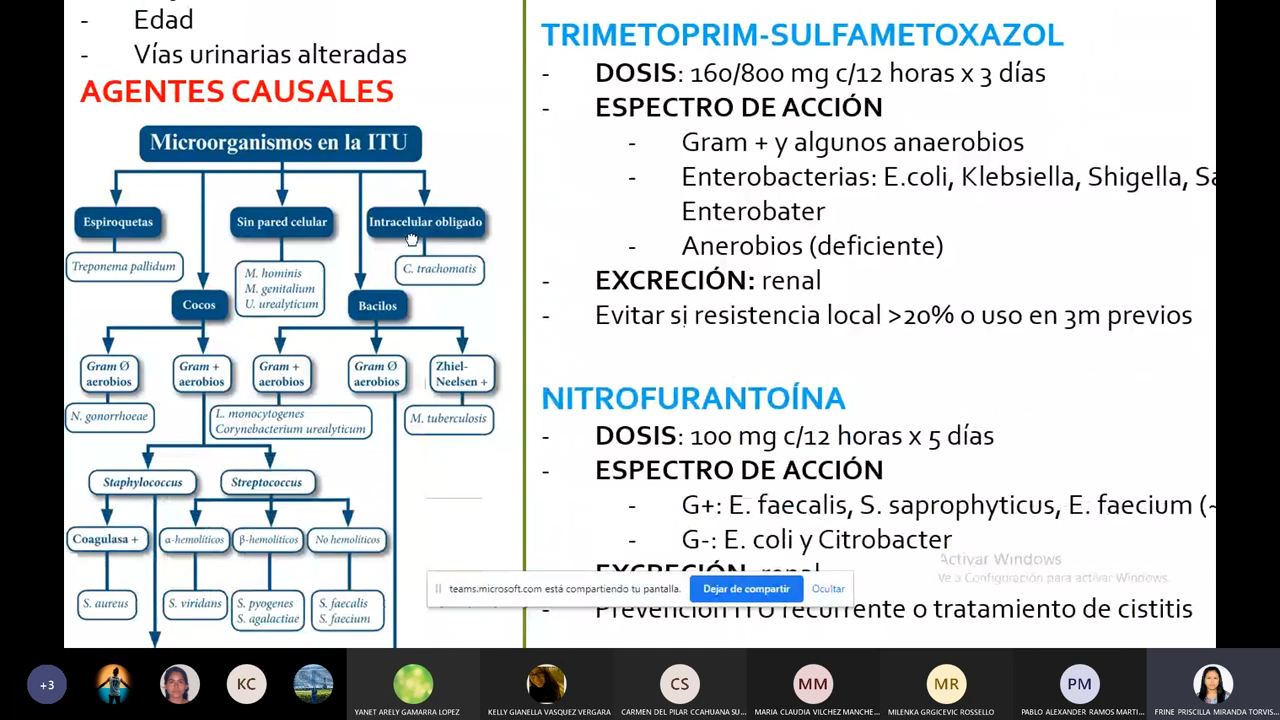 - Edad
- Vías urinarias alteradas
AGENTES CAUSALES
Microorganismos en la ITU
Espiroquetas
Sin pared celular
Intracelular obligado
Treponema pallidum
M. hominis
M. genitalium
U. urealyticum
C. trachomatis
Cocos
Bacilos
Gram Ø
aerobios
Gram +
aerobios
Gram +
aerobios
Gram Ø
aerobios
Zhiel-
Neelsen +
N. gonorrhoeae
L. monocytogenes
Corynebacterium urealyticum
M. tuberculosis
Staphylococcus
Streptococcus
Coagulasa +
α-hemolíticos
β-hemolíticos
No hemolíticos
S. aureus
S. viridans
S. pyogenes
S. agalactiae
S. faecalis
S. faecium
TRIMETOPRIM-SULFAMETOXAZOL
- DOSIS: 160/800 mg c/12 horas x 3 días
- ESPECTRO DE ACCIÓN
- Gram + y algunos anaerobios
- Enterobacterias: E.coli, Klebsiella, Shigella, Sa
Enterobater
- Anerobios (deficiente)
- EXCRECIÓN: renal
- Evitar si resistencia local >20% o uso en 3m previos
NITROFURANTOÍNA
- DOSIS: 100 mg c/12 horas x 5 días
- ESPECTRO DE ACCIÓN
- G+: E. faecalis, S. saprophyticus, E. faecium (~
- G-: E. coli y Citrobacter
EXCRECIÓN: renal
Prevención ITU recurrente o tratamiento de cistitis
Activar Windows
Ve a Configuración para activar Windows.
teams.microsoft.com está compartiendo tu pantalla.
Dejar de compartir
Ocultar
+3
KC
CS
MM
MR
PM
YANET ARELY GAMARRA LOPEZ
KELLY GIANELLA VASQUEZ VERGARA
CARMEN DEL PILAR CCAHUANA SU...
MARIA CLAUDIA VILCHEZ MANCHE...
MILENKA GRGICEVIC ROSSELLO
PABLO ALEXANDER RAMOS MARTI...
FRINE PRISCILLA MIRANDA TORVIS...